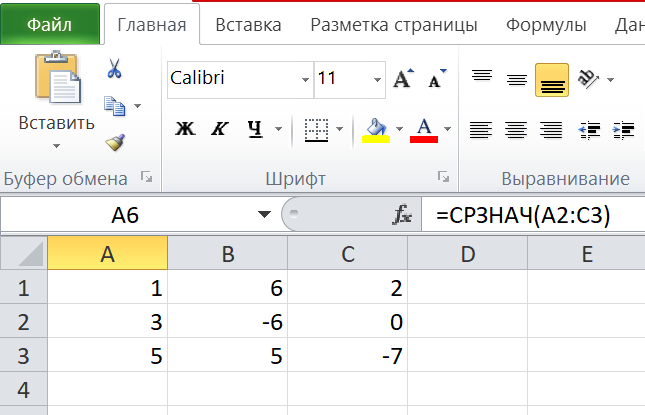 Файл Главная Вставка Разметка страницы Формулы Дан
Calibri 11 А А
Вставить Ж К Ч А
Буфер обмена Шрифт Выравнивание
A6 fx =СРЗНАЧ(A2:C3)
A B C D E
1 1 6 2
2 3 -6 0
3 5 5 -7
4